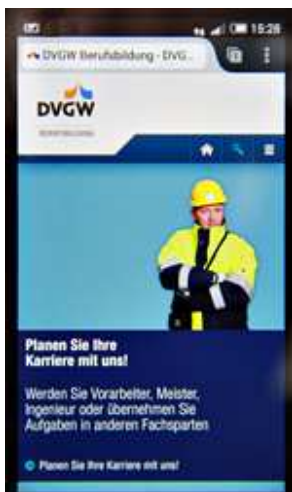 15:28
DVGW Berufsbildung - DVG...
DVGW
BERUFSBILDUNG
Planen Sie Ihre
Karriere mit uns!
Werden Sie Vorarbeiter, Meister,
Ingenieur oder übernehmen Sie
Aufgaben in anderen Fachsparten
Planen Sie Ihre Karriere mit uns!